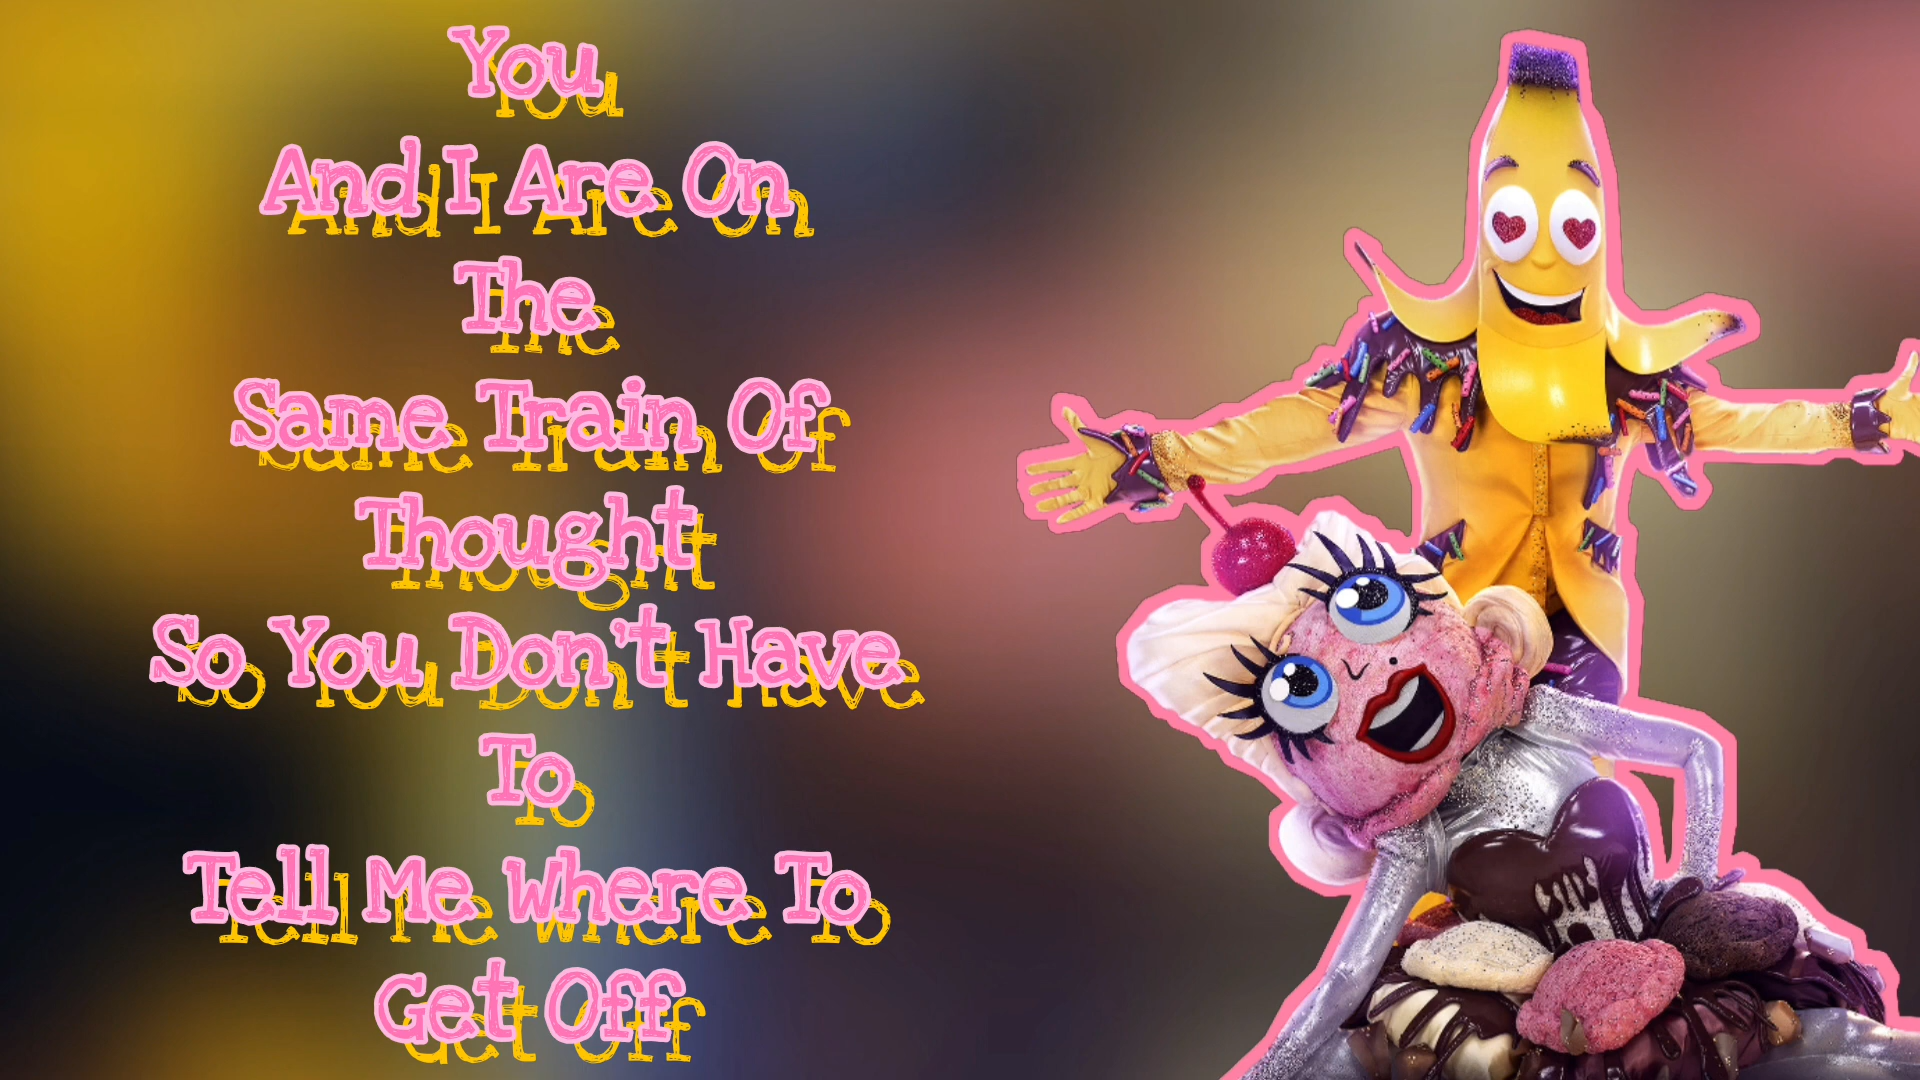 You
And I Are On
The
Same Train Of
Thought
So You Don't Have
To
Tell Me Where To
Get Off